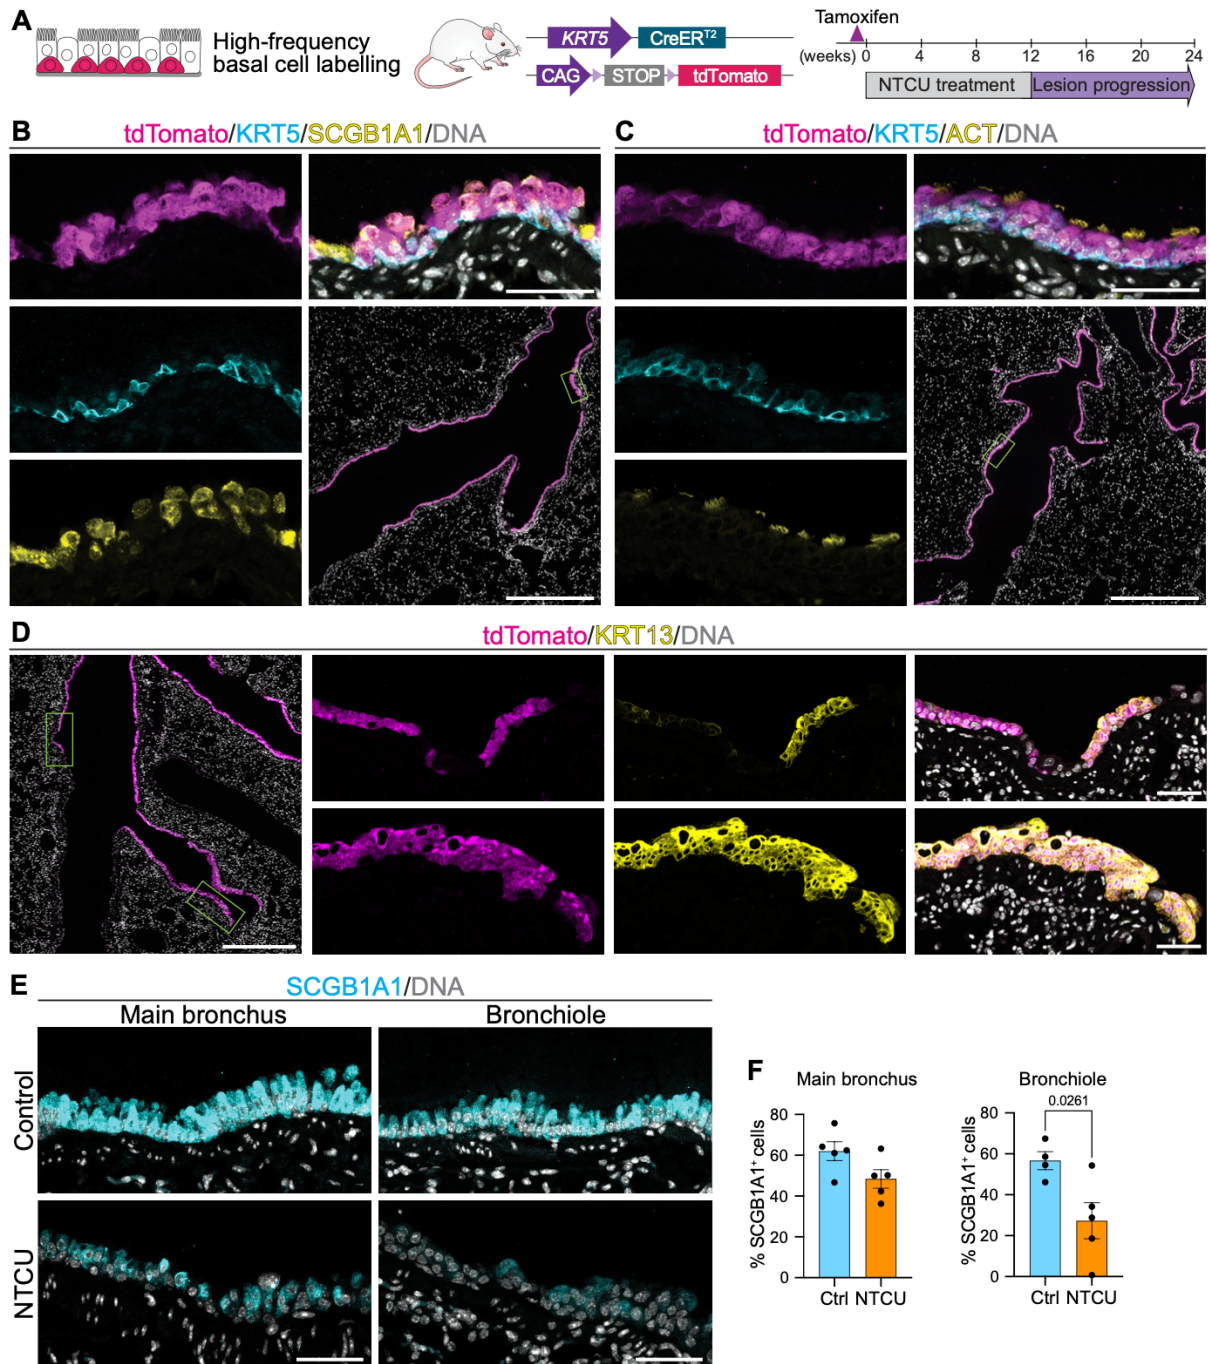 A
High-frequency
basal cell labelling
KRT5
CreERT2
CAG
STOP
tdTomato
Tamoxifen
(weeks) 0 4 8 12 16 20 24
NTCU treatment
Lesion progression
B
tdTomato/KRT5/SCGB1A1/DNA
C
tdTomato/KRT5/ACT/DNA
D
tdTomato/KRT13/DNA
E
SCGB1A1/DNA
Main bronchus
Bronchiole
Control
NTCU
F
Main bronchus
% SCGB1A1+ cells
80
60
40
20
0
Ctrl NTCU
Bronchiole
0.0261
% SCGB1A1+ cells
80
60
40
20
0
Ctrl NTCU